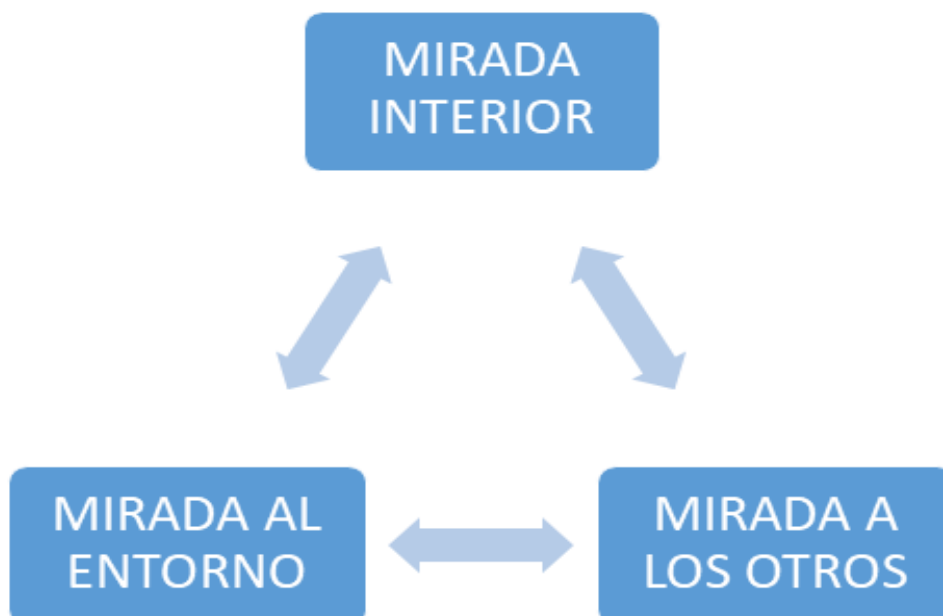 MIRADA
INTERIOR
MIRADA AL
ENTORNO
MIRADA A
LOS OTROS